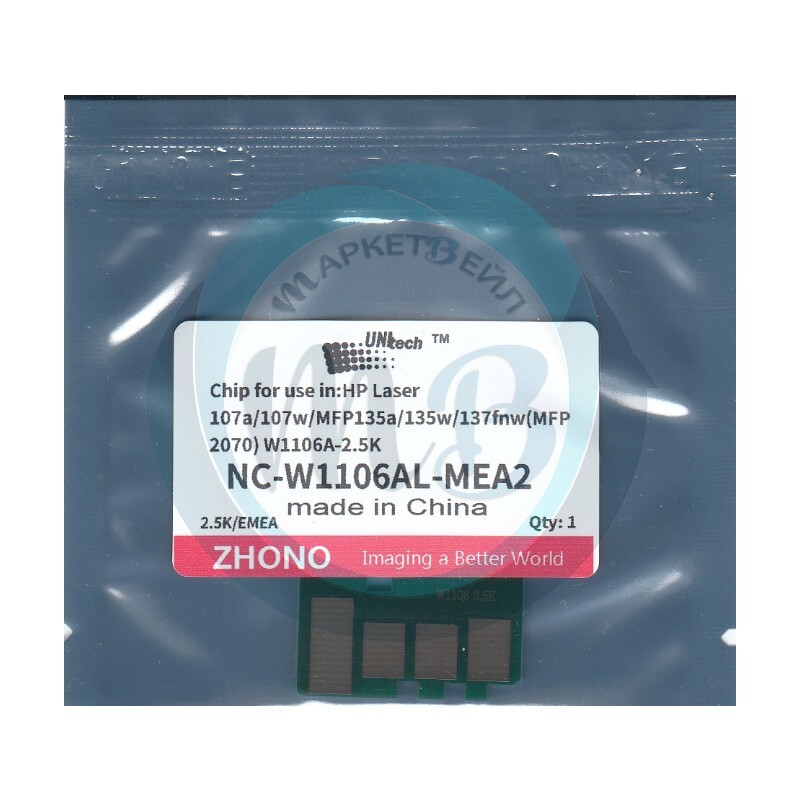 МАРКЕТВЕЙЛ
МВ
UNItech ™
Chip for use in:HP Laser
107a/107w/MFP135a/135w/137fnw(MFP
2070) W1106A-2.5K
NC-W1106AL-MEA2
made in China
2.5K/EMEA Qty: 1
ZHONO Imaging a Better World
W1106 2.5K